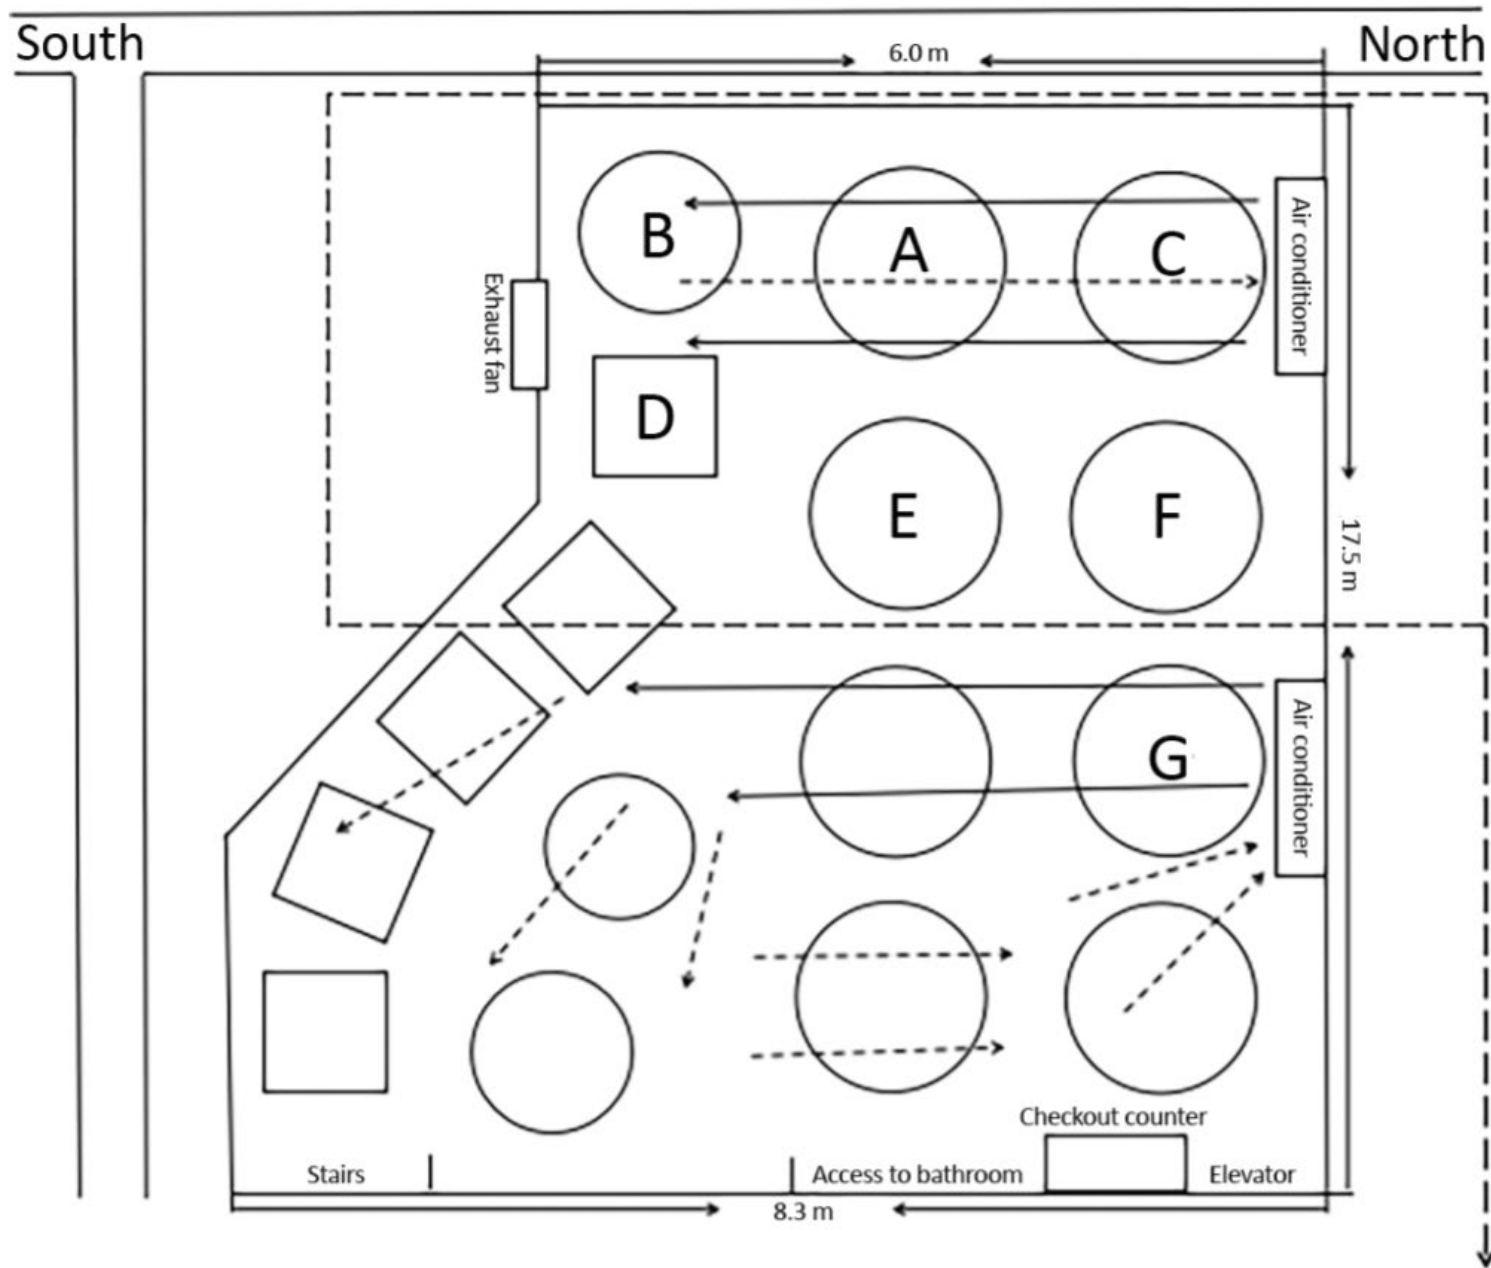 South
North
6.0 m
B
A
C
Air conditioner
Exhaust fan
D
E
F
17.5 m
G
Air conditioner
Checkout counter
Stairs
Access to bathroom
Elevator
8.3 m